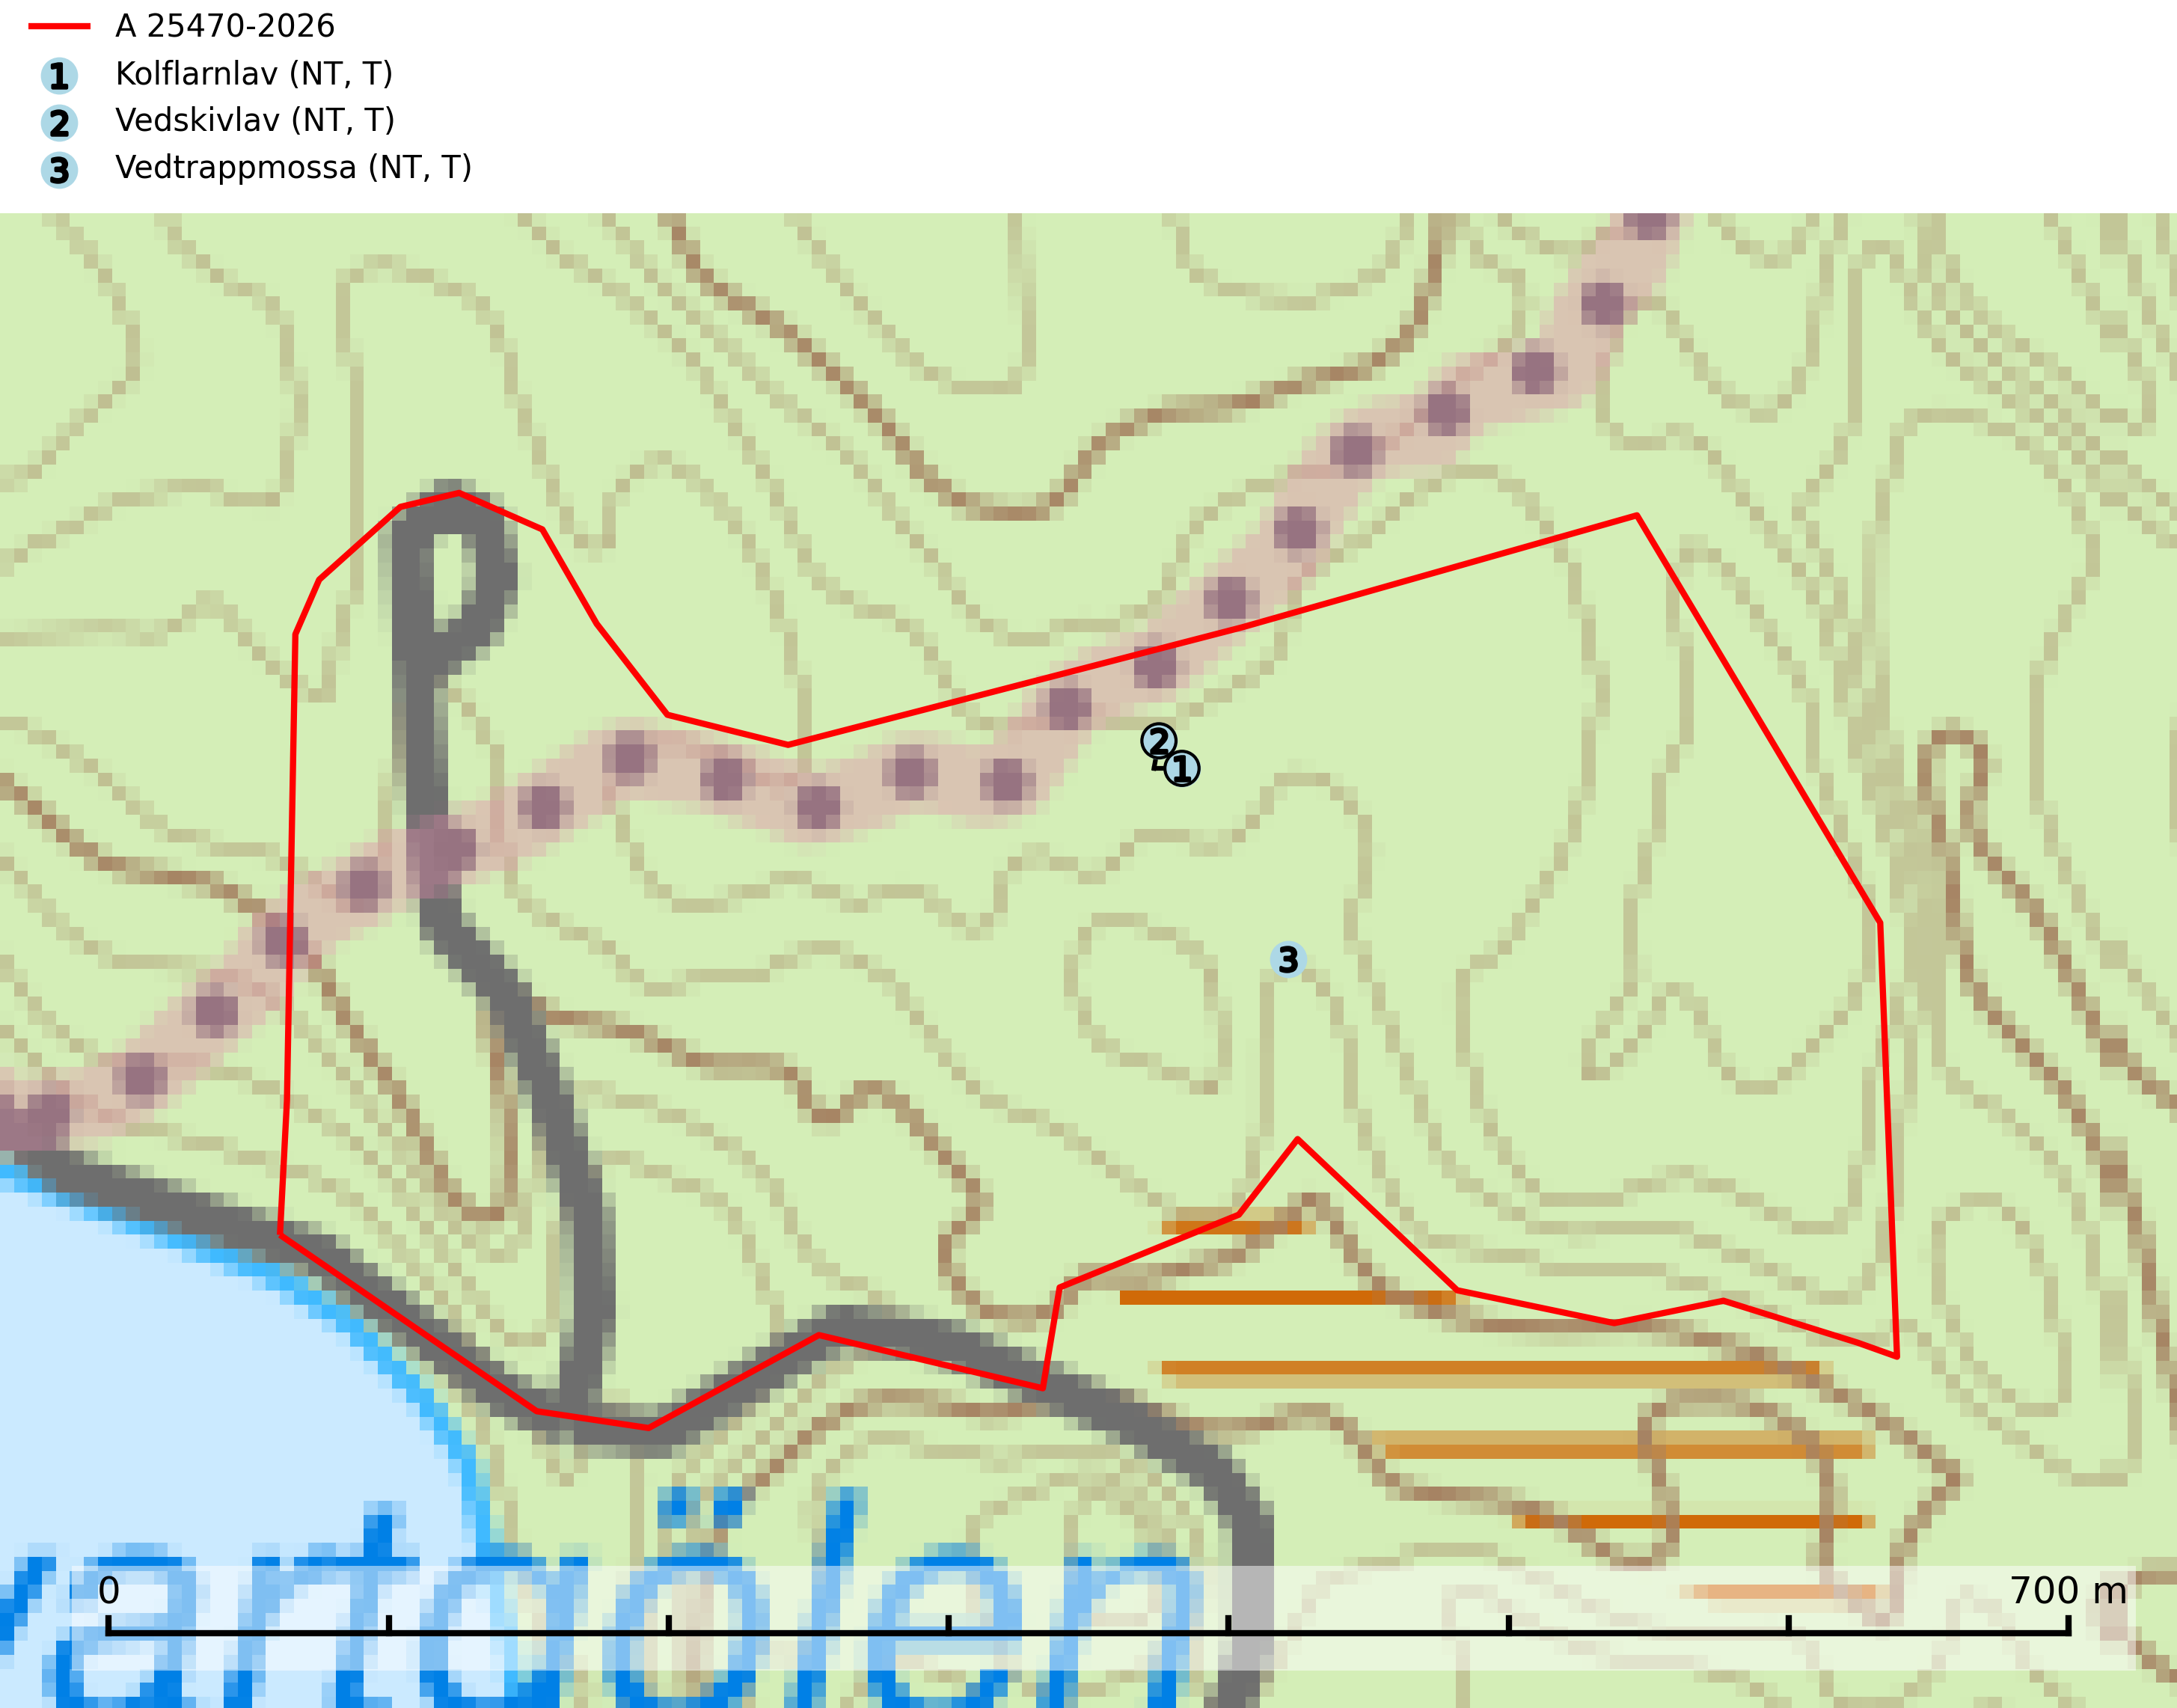 A 25470-2026
1 Kolflarnlav (NT, T)
2 Vedskivlav (NT, T)
3 Vedtrappmossa (NT, T)
2
1
3
0 700 m